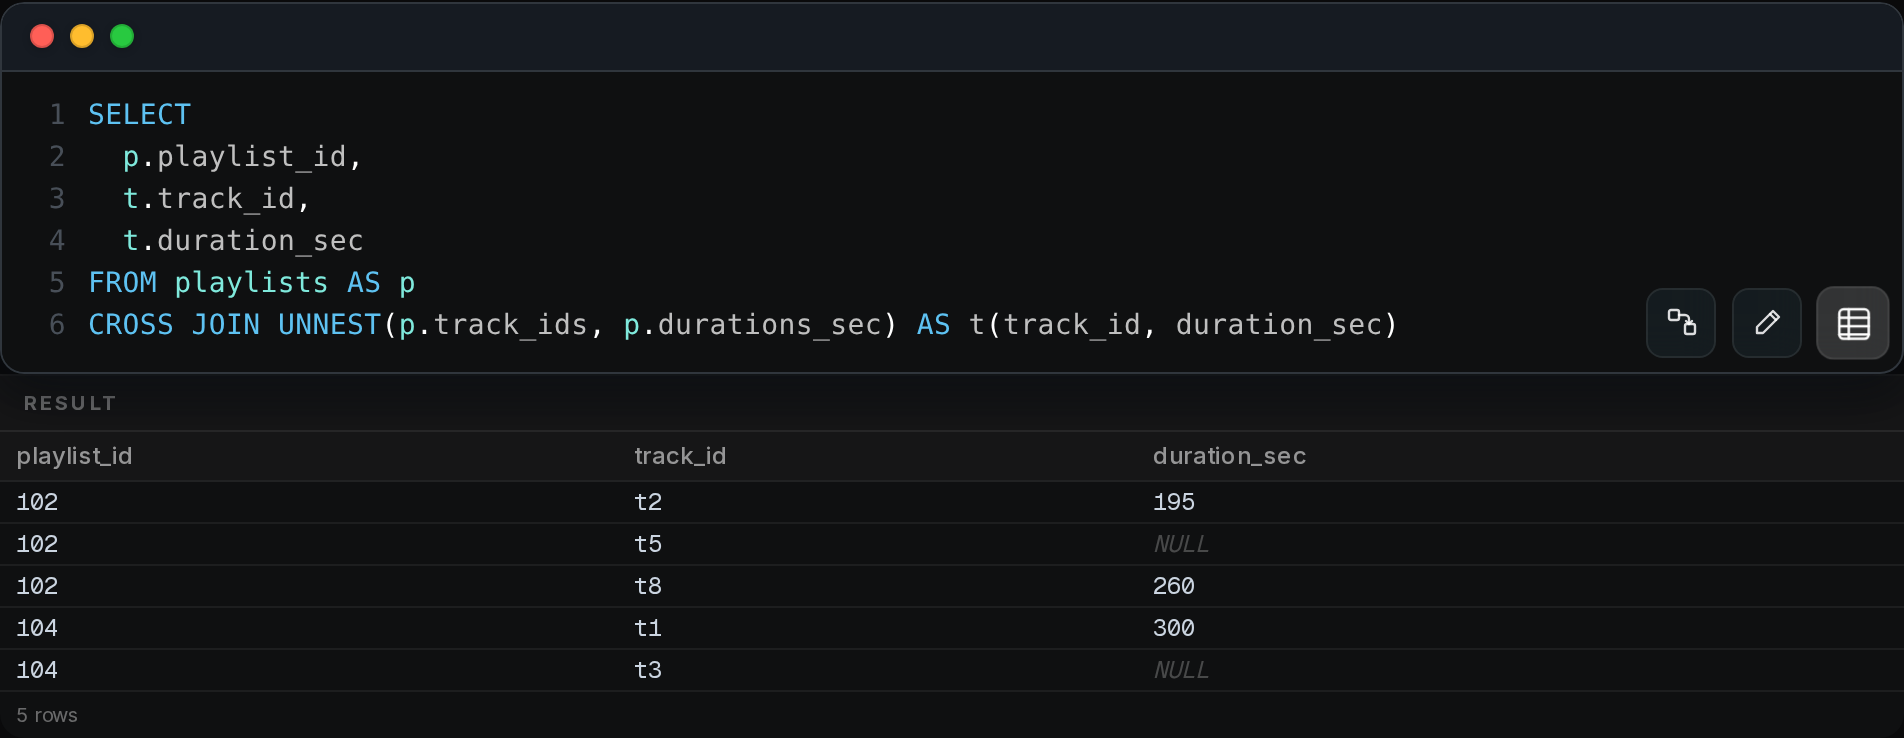 1 SELECT
2   p.playlist_id,
3   t.track_id,
4   t.duration_sec
5 FROM playlists AS p
6 CROSS JOIN UNNEST(p.track_ids, p.durations_sec) AS t(track_id, duration_sec)
RESULT
playlist_id track_id duration_sec
102 t2 195
102 t5 NULL
102 t8 260
104 t1 300
104 t3 NULL
5 rows